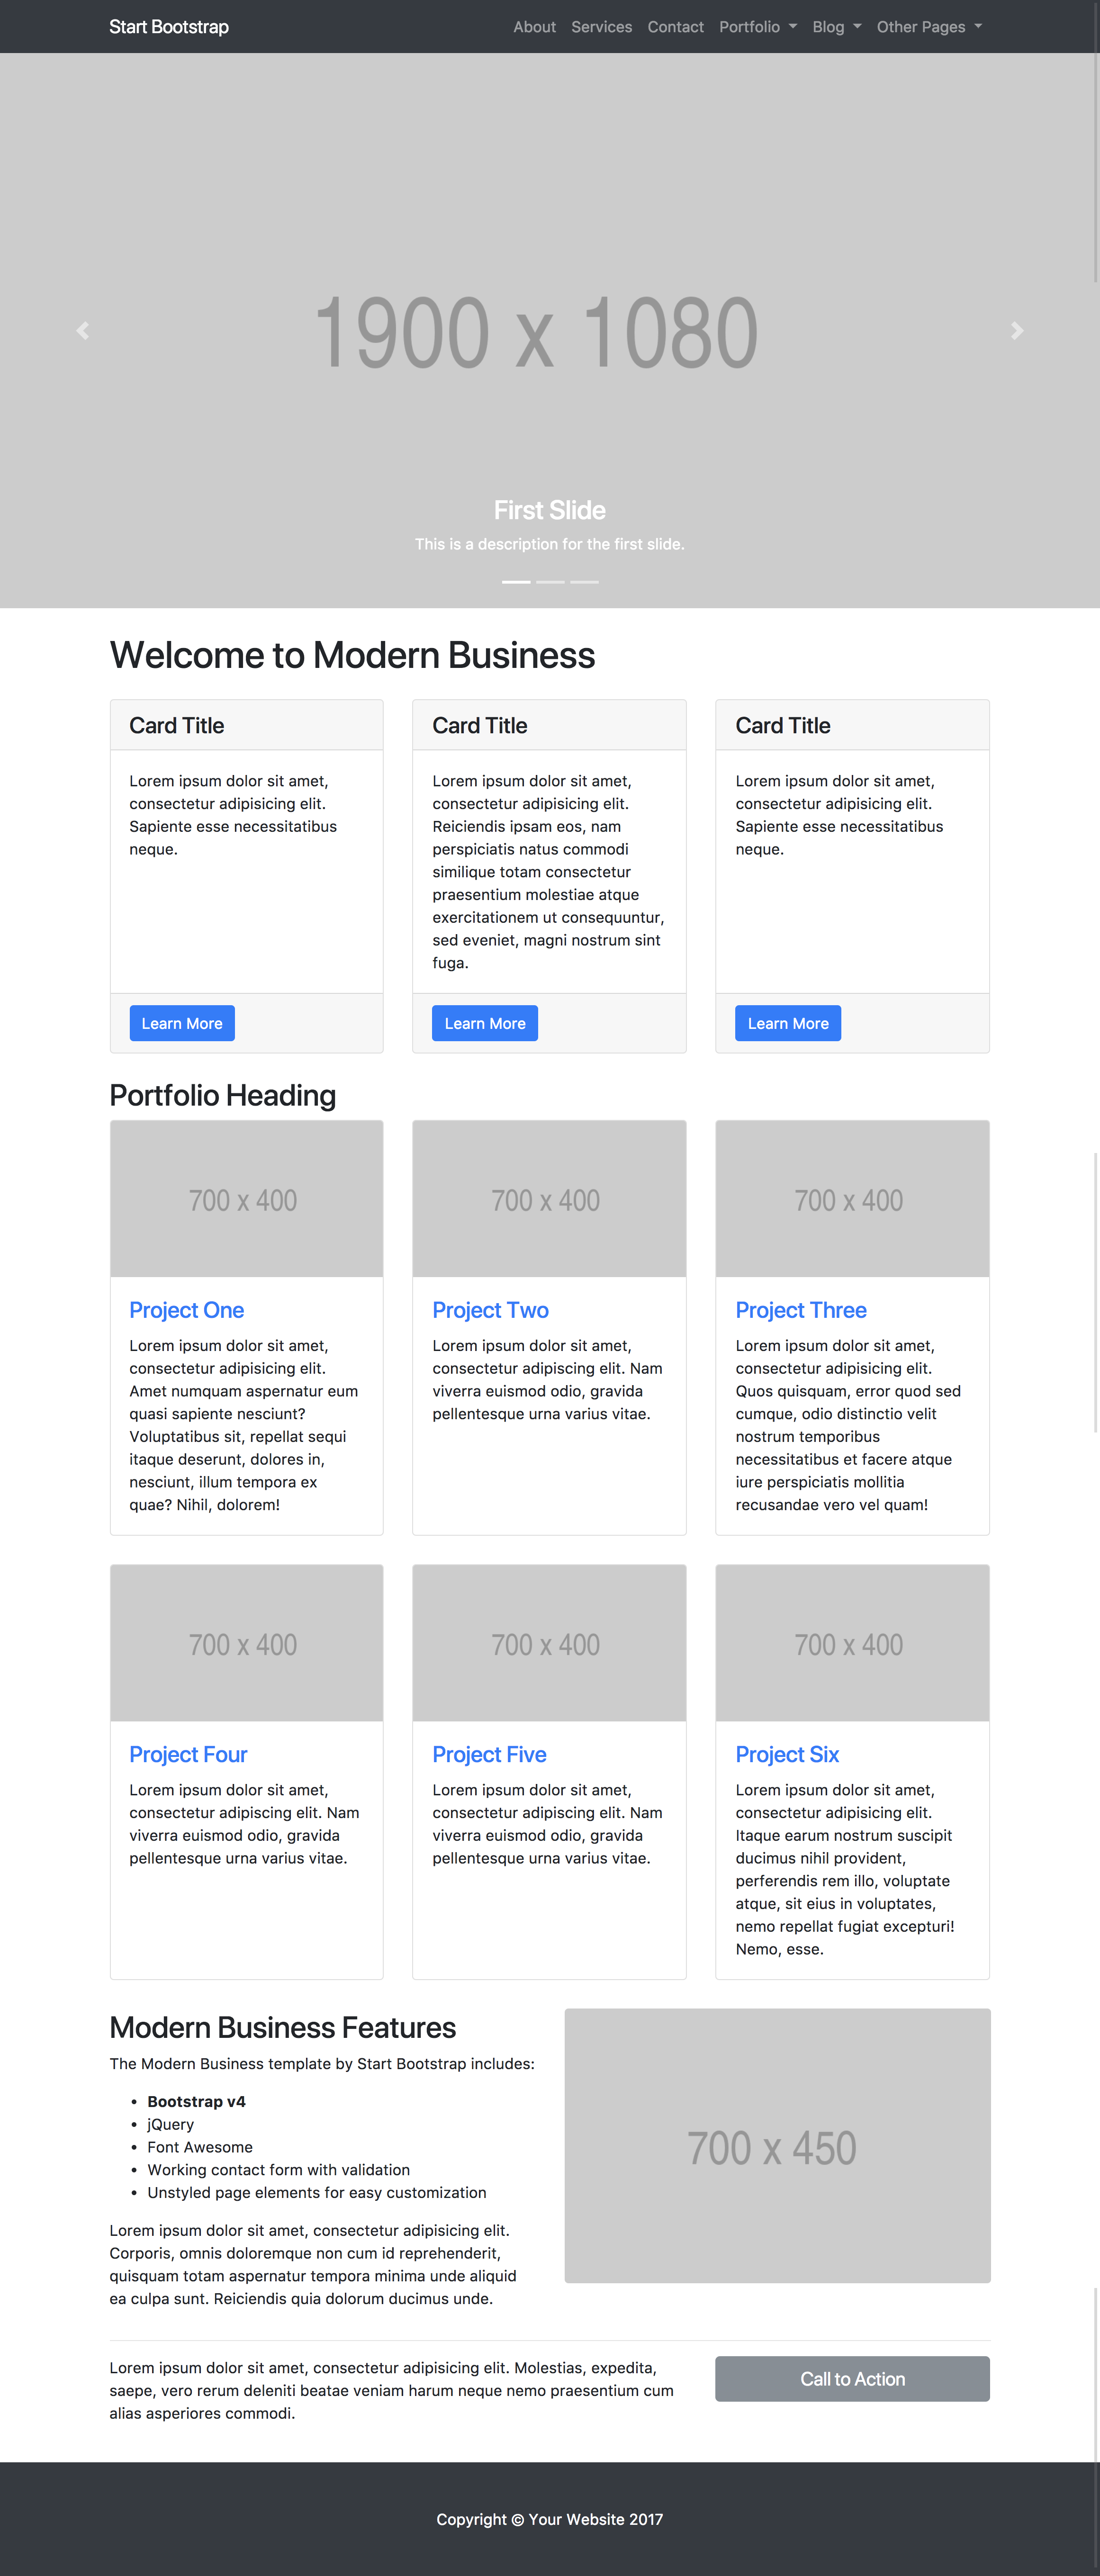 Start Bootstrap
About Services Contact Portfolio Blog Other Pages
1900 x 1080
First Slide
This is a description for the first slide.
Welcome to Modern Business
Card Title
Lorem ipsum dolor sit amet,
consectetur adipisicing elit.
Sapiente esse necessitatibus
neque.
Learn More
Card Title
Lorem ipsum dolor sit amet,
consectetur adipisicing elit.
Reiciendis ipsam eos, nam
perspiciatis natus commodi
similique totam consectetur
praesentium molestiae atque
exercitationem ut consequuntur,
sed eveniet, magni nostrum sint
fuga.
Learn More
Card Title
Lorem ipsum dolor sit amet,
consectetur adipisicing elit.
Sapiente esse necessitatibus
neque.
Learn More
Portfolio Heading
700 x 400
Project One
Lorem ipsum dolor sit amet,
consectetur adipisicing elit.
Amet numquam aspernatur eum
quasi sapiente nesciunt?
Voluptatibus sit, repellat sequi
itaque deserunt, dolores in,
nesciunt, illum tempora ex
quae? Nihil, dolorem!
700 x 400
Project Two
Lorem ipsum dolor sit amet,
consectetur adipiscing elit. Nam
viverra euismod odio, gravida
pellentesque urna varius vitae.
700 x 400
Project Three
Lorem ipsum dolor sit amet,
consectetur adipisicing elit.
Quos quisquam, error quod sed
cumque, odio distinctio velit
nostrum temporibus
necessitatibus et facere atque
iure perspiciatis mollitia
recusandae vero vel quam!
700 x 400
Project Four
Lorem ipsum dolor sit amet,
consectetur adipiscing elit. Nam
viverra euismod odio, gravida
pellentesque urna varius vitae.
700 x 400
Project Five
Lorem ipsum dolor sit amet,
consectetur adipiscing elit. Nam
viverra euismod odio, gravida
pellentesque urna varius vitae.
700 x 400
Project Six
Lorem ipsum dolor sit amet,
consectetur adipisicing elit.
Itaque earum nostrum suscipit
ducimus nihil provident,
perferendis rem illo, voluptate
atque, sit eius in voluptates,
nemo repellat fugiat excepturi!
Nemo, esse.
Modern Business Features
The Modern Business template by Start Bootstrap includes:
• Bootstrap v4
• jQuery
• Font Awesome
• Working contact form with validation
• Unstyled page elements for easy customization
Lorem ipsum dolor sit amet, consectetur adipisicing elit.
Corporis, omnis doloremque non cum id reprehenderit,
quisquam totam aspernatur tempora minima unde aliquid
ea culpa sunt. Reiciendis quia dolorum ducimus unde.
700 x 450
Lorem ipsum dolor sit amet, consectetur adipisicing elit. Molestias, expedita,
saepe, vero rerum deleniti beatae veniam harum neque nemo praesentium cum
alias asperiores commodi.
Call to Action
Copyright © Your Website 2017